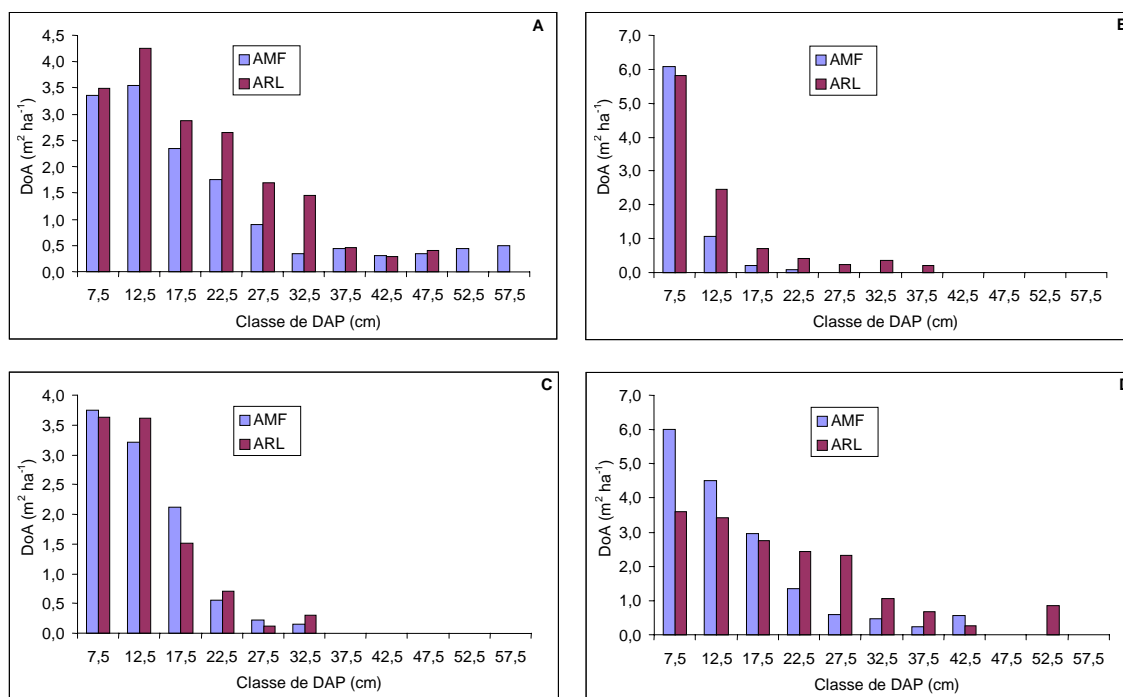 A
4,5
4,0
3,5
3,0
2,5
2,0
1,5
1,0
0,5
0,0
DoA (m² ha⁻¹)
AMF
ARL
7,5 12,5 17,5 22,5 27,5 32,5 37,5 42,5 47,5 52,5 57,5
Classe de DAP (cm)
B
7,0
6,0
5,0
4,0
3,0
2,0
1,0
0,0
DoA (m² ha⁻¹)
AMF
ARL
7,5 12,5 17,5 22,5 27,5 32,5 37,5 42,5 47,5 52,5 57,5
Classe de DAP (cm)
C
4,0
3,5
3,0
2,5
2,0
1,5
1,0
0,5
0,0
DoA (m² ha⁻¹)
AMF
ARL
7,5 12,5 17,5 22,5 27,5 32,5 37,5 42,5 47,5 52,5 57,5
Classe de DAP (cm)
D
7,0
6,0
5,0
4,0
3,0
2,0
1,0
0,0
DoA (m² ha⁻¹)
AMF
ARL
7,5 12,5 17,5 22,5 27,5 32,5 37,5 42,5 47,5 52,5 57,5
Classe de DAP (cm)